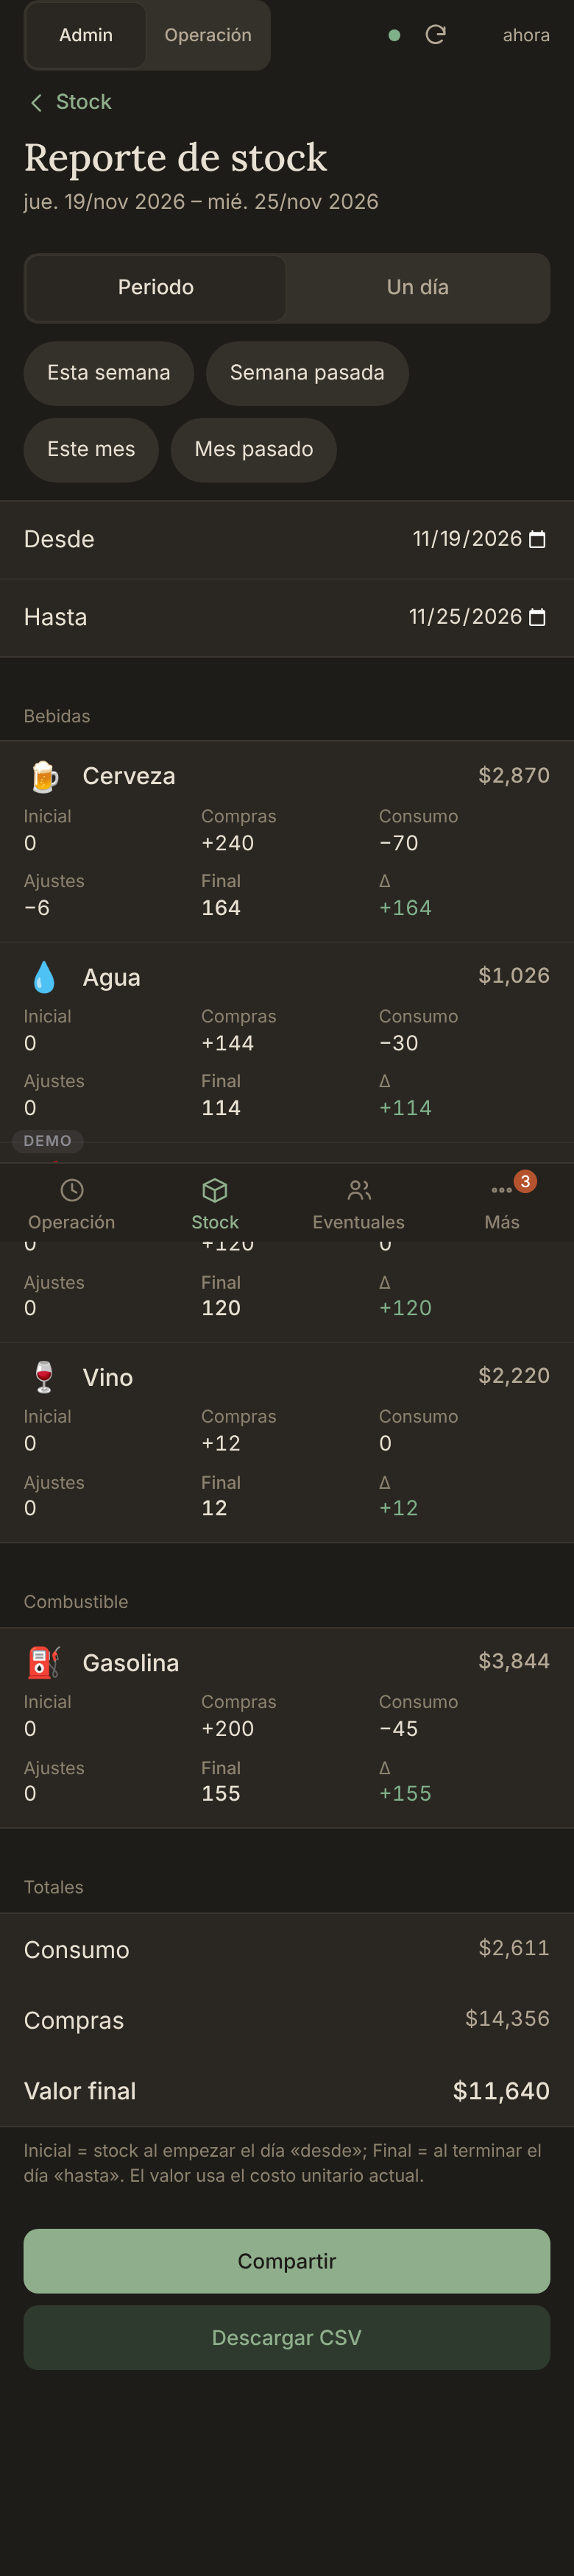 Admin Operación ahora
Stock
Reporte de stock
jue. 19/nov 2026 – mié. 25/nov 2026
Periodo Un día
Esta semana Semana pasada
Este mes Mes pasado
Desde 11/19/2026
Hasta 11/25/2026
Bebidas
Cerveza $2,870
Inicial Compras Consumo
0 +240 −70
Ajustes Final Δ
−6 164 +164
Agua $1,026
Inicial Compras Consumo
0 +144 −30
Ajustes Final Δ
0 114 +114
DEMO
3
Operación Stock Eventuales Más
0 +120 0
Ajustes Final Δ
0 120 +120
Vino $2,220
Inicial Compras Consumo
0 +12 0
Ajustes Final Δ
0 12 +12
Combustible
Gasolina $3,844
Inicial Compras Consumo
0 +200 −45
Ajustes Final Δ
0 155 +155
Totales
Consumo $2,611
Compras $14,356
Valor final $11,640
Inicial = stock al empezar el día «desde»; Final = al terminar el
día «hasta». El valor usa el costo unitario actual.
Compartir
Descargar CSV